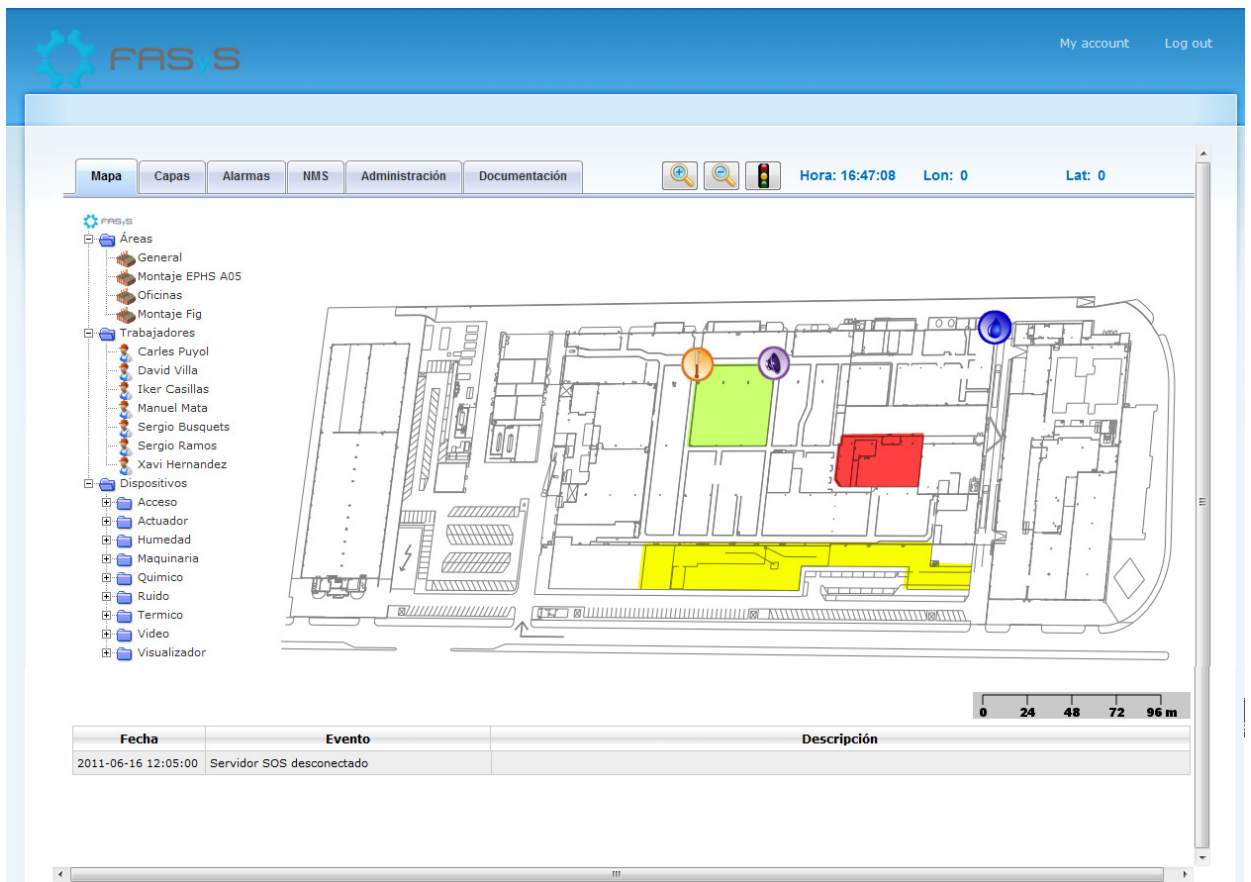 FASyS
My account Log out
Mapa Capas Alarmas NMS Administración Documentación Hora: 16:47:08 Lon: 0 Lat: 0
FASyS
Áreas
General
Montaje EPHS A05
Oficinas
Montaje Fig
Trabajadores
Carles Puyol
David Villa
Iker Casillas
Manuel Mata
Sergio Busquets
Sergio Ramos
Xavi Hernandez
Dispositivos
Acceso
Actuador
Humedad
Maquinaria
Quimico
Ruido
Termico
Video
Visualizador
0 24 48 72 96 m
Fecha Evento Descripción
2011-06-16 12:05:00 Servidor SOS desconectado